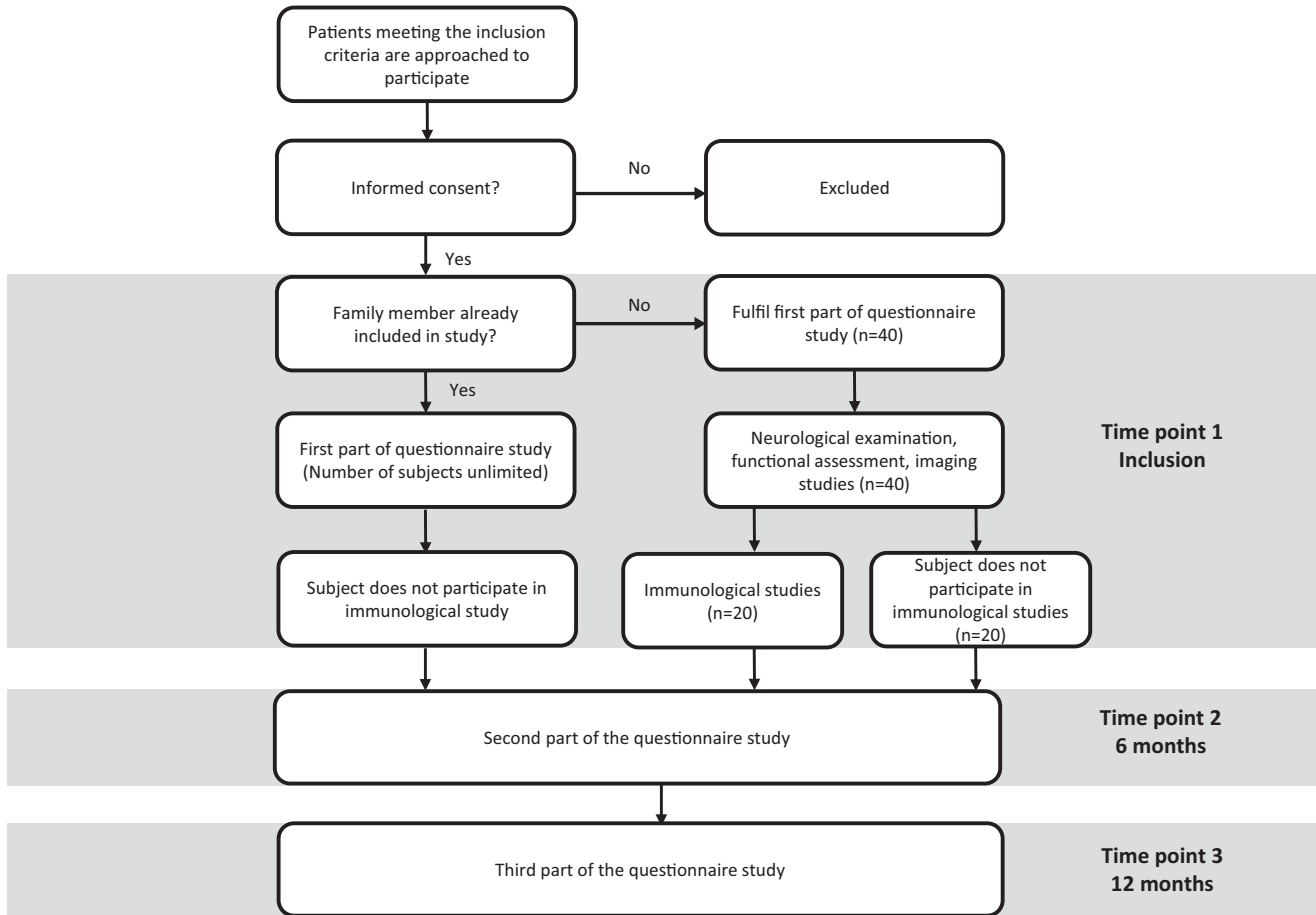 Patients meeting the inclusion
criteria are approached to
participate
Informed consent?
No
Excluded
Yes
Family member already
included in study?
No
Fulfil first part of questionnaire
study (n=40)
Yes
First part of questionnaire study
(Number of subjects unlimited)
Neurological examination,
functional assessment, imaging
studies (n=40)
Time point 1
Inclusion
Subject does not participate in
immunological study
Immunological studies
(n=20)
Subject does not
participate in
immunological studies
(n=20)
Second part of the questionnaire study
Time point 2
6 months
Third part of the questionnaire study
Time point 3
12 months